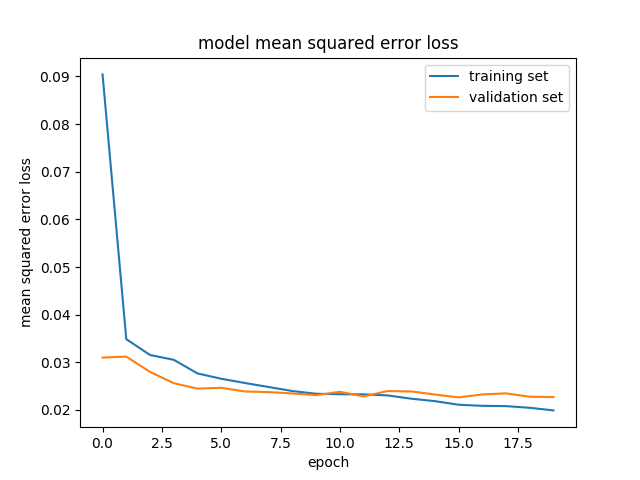 model mean squared error loss
training set
validation set
mean squared error loss
0.09
0.08
0.07
0.06
0.05
0.04
0.03
0.02
0.0 2.5 5.0 7.5 10.0 12.5 15.0 17.5
epoch